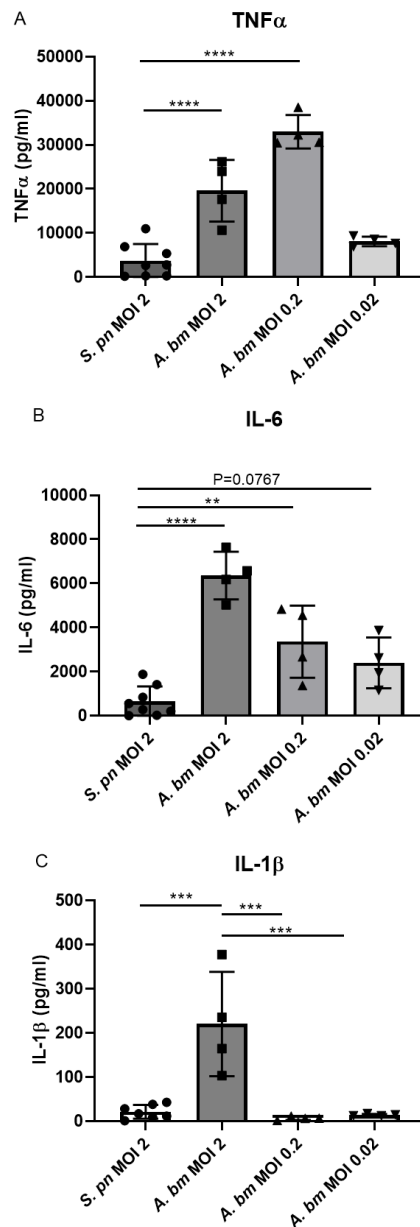 A
TNFα
****
****
50000
40000
30000
20000
10000
0
TNFα (pg/ml)
S. pn MOI 2
A. bm MOI 2
A. bm MOI 0.2
A. bm MOI 0.02
B
IL-6
P=0.0767
**
****
10000
8000
6000
4000
2000
0
IL-6 (pg/ml)
S. pn MOI 2
A. bm MOI 2
A. bm MOI 0.2
A. bm MOI 0.02
C
IL-1β
***
***
***
500
400
300
200
100
0
IL-1β (pg/ml)
S. pn MOI 2
A. bm MOI 2
A. bm MOI 0.2
A. bm MOI 0.02